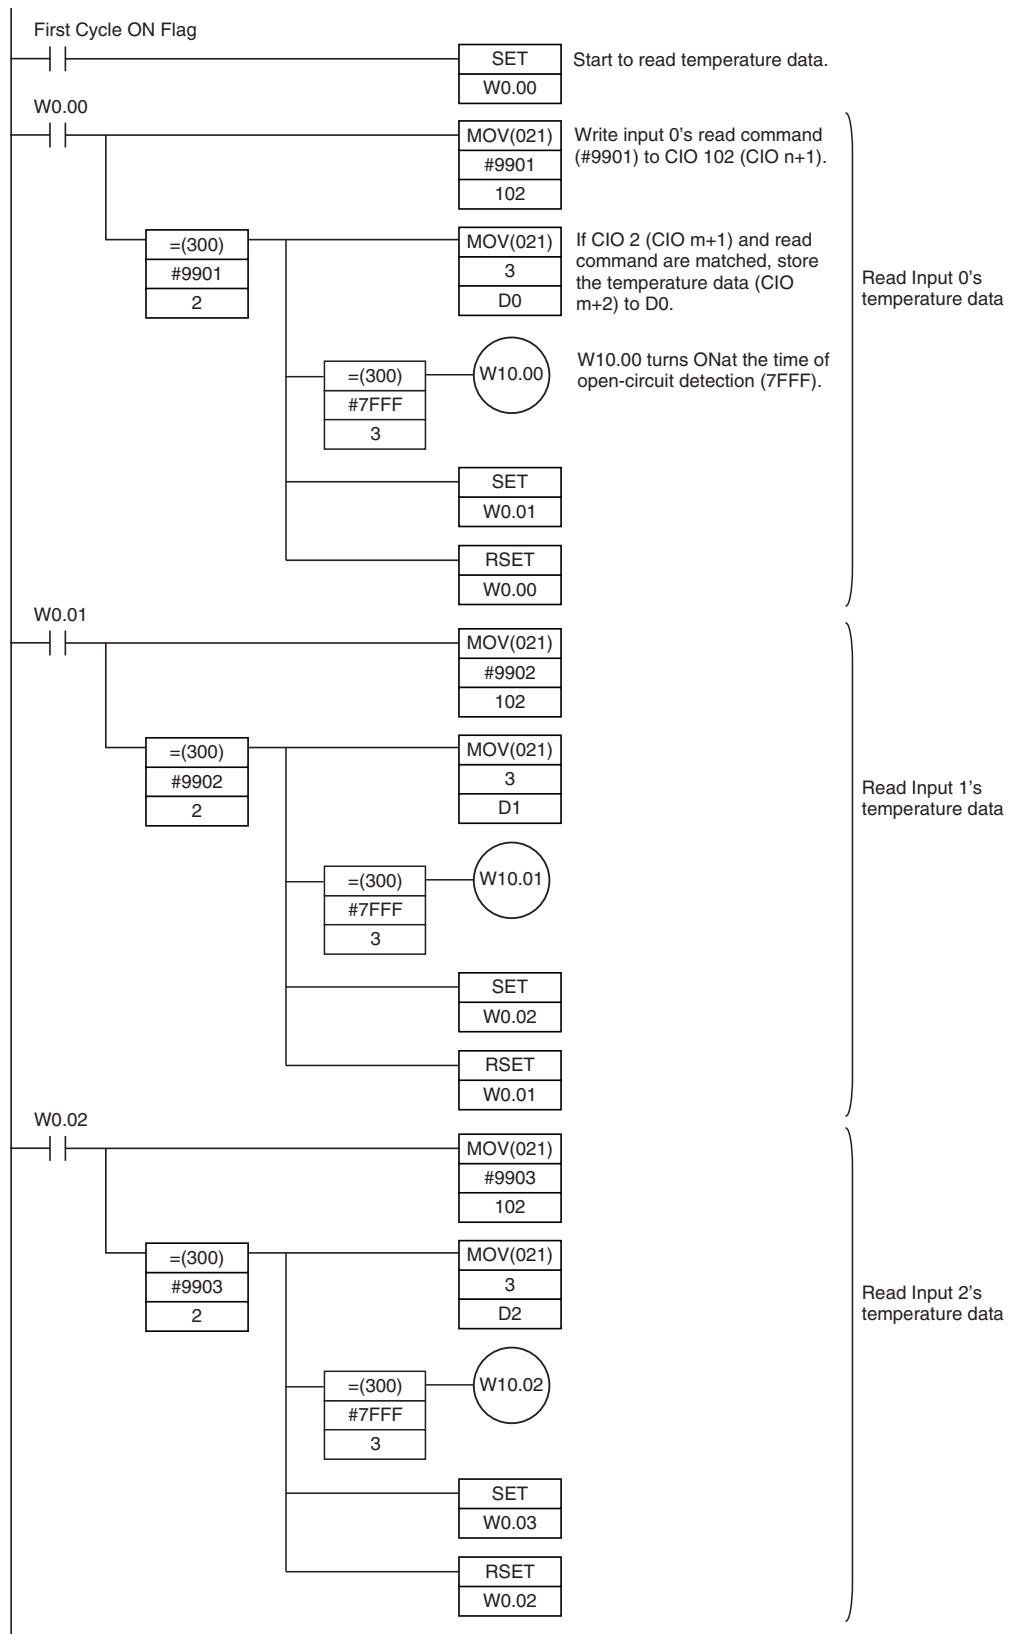 First Cycle ON Flag
SET
W0.00
Start to read temperature data.
W0.00
MOV(021)
#9901
102
Write input 0's read command
(#9901) to CIO 102 (CIO n+1).
=(300)
#9901
2
MOV(021)
3
D0
If CIO 2 (CIO m+1) and read
command are matched, store
the temperature data (CIO
m+2) to D0.
=(300)
#7FFF
3
W10.00
W10.00 turns ONat the time of
open-circuit detection (7FFF).
SET
W0.01
RSET
W0.00
Read Input 0's
temperature data
W0.01
MOV(021)
#9902
102
=(300)
#9902
2
MOV(021)
3
D1
=(300)
#7FFF
3
W10.01
SET
W0.02
RSET
W0.01
Read Input 1's
temperature data
W0.02
MOV(021)
#9903
102
=(300)
#9903
2
MOV(021)
3
D2
=(300)
#7FFF
3
W10.02
SET
W0.03
RSET
W0.02
Read Input 2's
temperature data